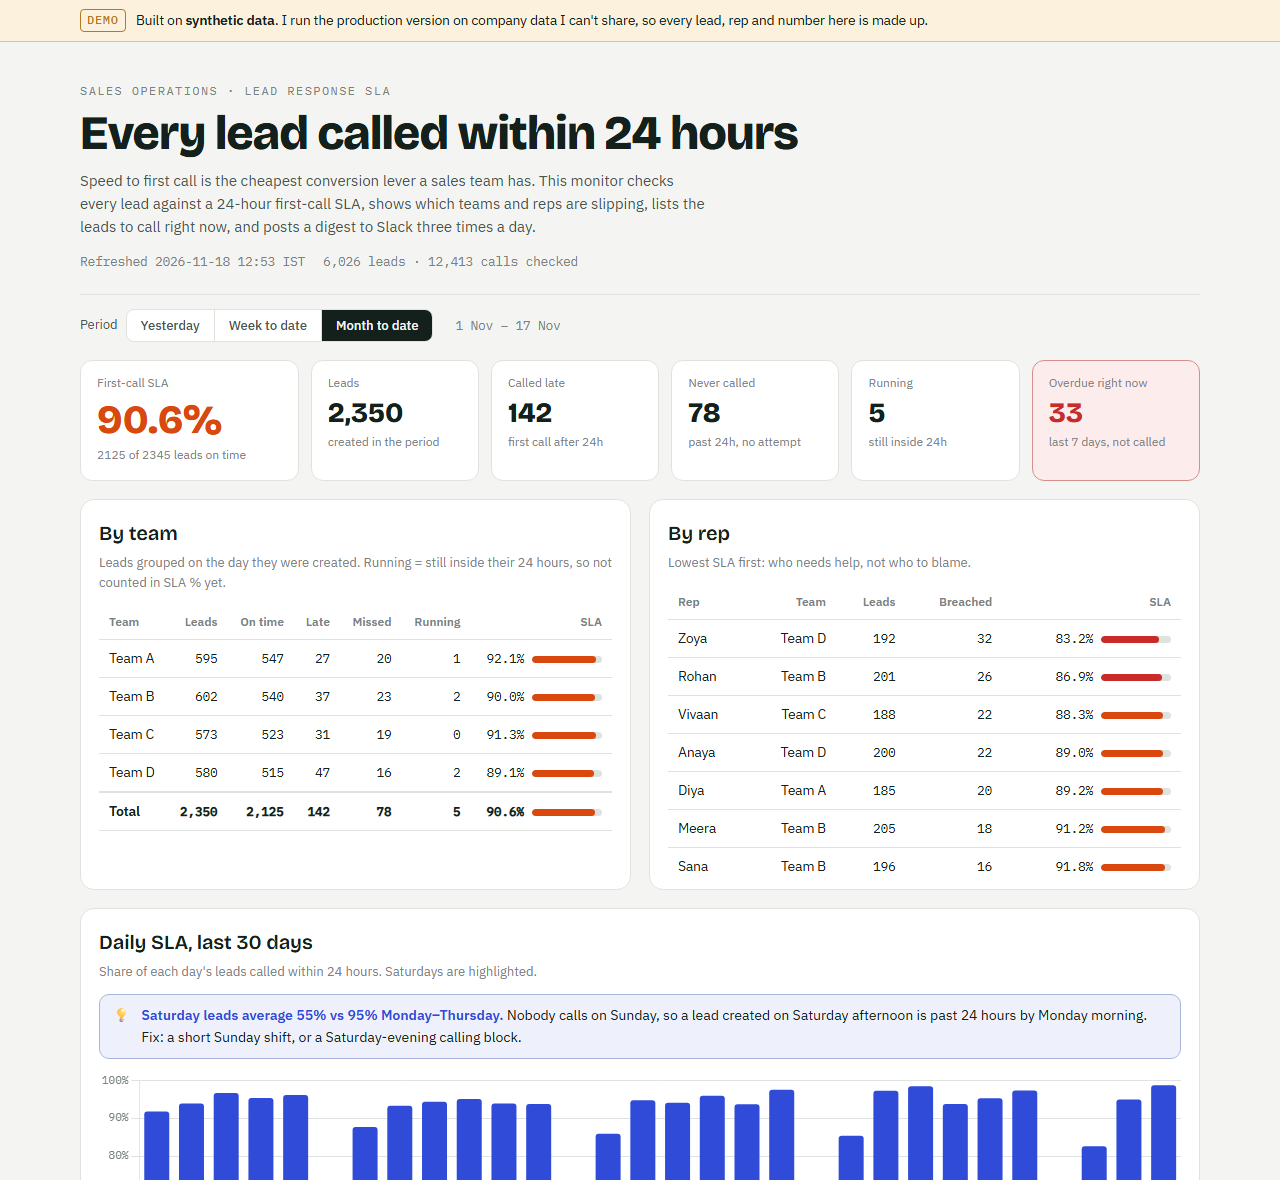 DEMO Built on synthetic data. I run the production version on company data I can't share, so every lead, rep and number here is made up.
SALES OPERATIONS · LEAD RESPONSE SLA
Every lead called within 24 hours
Speed to first call is the cheapest conversion lever a sales team has. This monitor checks
every lead against a 24-hour first-call SLA, shows which teams and reps are slipping, lists the
leads to call right now, and posts a digest to Slack three times a day.
Refreshed 2026-11-18 12:53 IST 6,026 leads · 12,413 calls checked
Period Yesterday Week to date Month to date 1 Nov – 17 Nov
First-call SLA
90.6%
2125 of 2345 leads on time
Leads
2,350
created in the period
Called late
142
first call after 24h
Never called
78
past 24h, no attempt
Running
5
still inside 24h
Overdue right now
33
last 7 days, not called
By team
Leads grouped on the day they were created. Running = still inside their 24 hours, so not
counted in SLA % yet.
Team Leads On time Late Missed Running SLA
Team A 595 547 27 20 1 92.1%
Team B 602 540 37 23 2 90.0%
Team C 573 523 31 19 0 91.3%
Team D 580 515 47 16 2 89.1%
Total 2,350 2,125 142 78 5 90.6%
By rep
Lowest SLA first: who needs help, not who to blame.
Rep Team Leads Breached SLA
Zoya Team D 192 32 83.2%
Rohan Team B 201 26 86.9%
Vivaan Team C 188 22 88.3%
Anaya Team D 200 22 89.0%
Diya Team A 185 20 89.2%
Meera Team B 205 18 91.2%
Sana Team B 196 16 91.8%
Daily SLA, last 30 days
Share of each day's leads called within 24 hours. Saturdays are highlighted.
Saturday leads average 55% vs 95% Monday–Thursday. Nobody calls on Sunday, so a lead created on Saturday afternoon is past 24 hours by Monday morning.
Fix: a short Sunday shift, or a Saturday-evening calling block.
100%
90%
80%